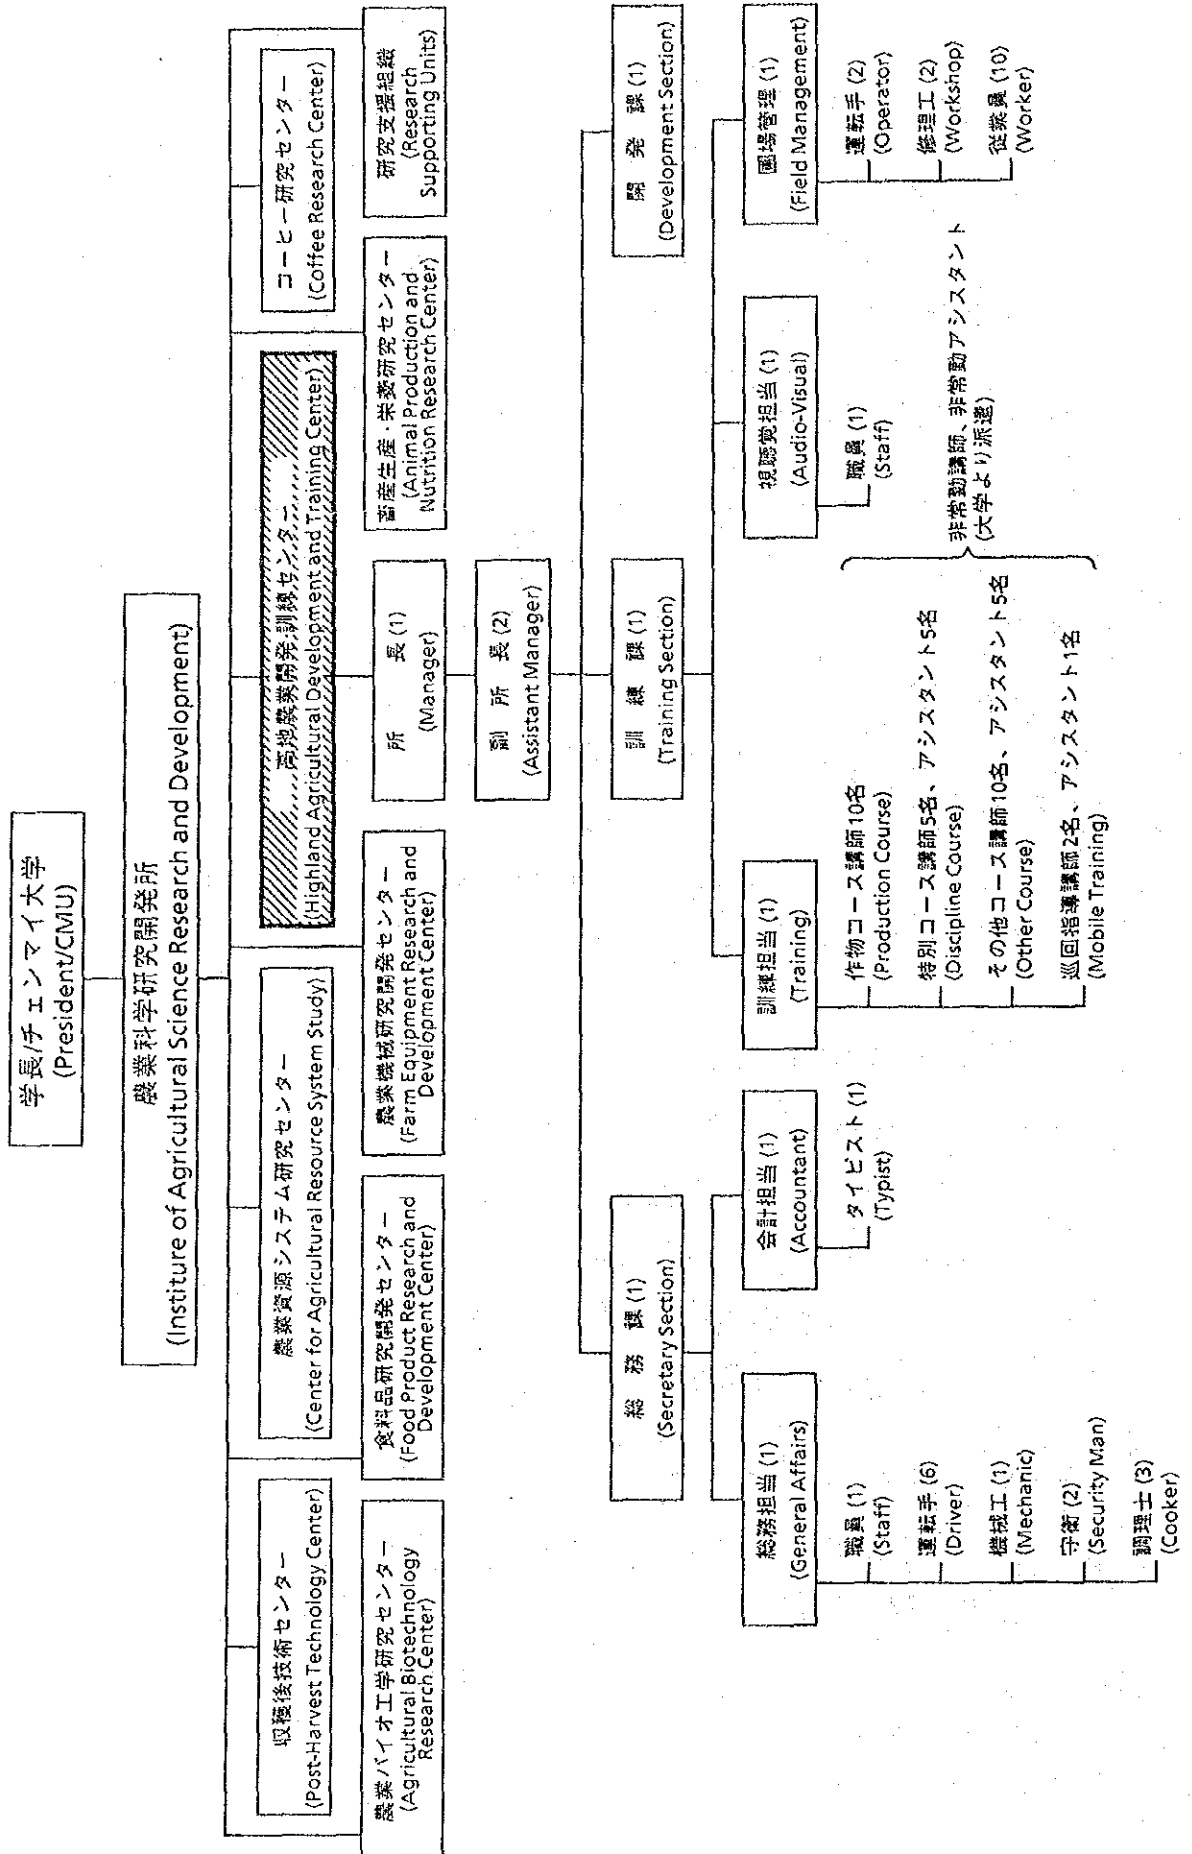 学長/チェンマイ大学
(President/CMU)
農業科学研究開発所
(Institure of Agricultural Science Research and Development)
収穫後技術センター
(Post-Harvest Technology Center)
農業資源システム研究センター
(Center for Agricultural Resource System Study)
高地農業開発・訓練センター
(Highland Agricultural Development and Training Center)
コーヒー研究センター
(Coffee Research Center)
農業バイオ工学研究センター
(Agricultural Biotechnology
Research Center)
食料品研究開発センター
(Food Product Research and
Development Center)
農業機械研究開発センター
(Farm Equipment Research and
Development Center)
所 長 (1)
(Manager)
畜産生産・栄養研究センター
(Animal Production and
Nutrition Research Center)
研究支援組織
(Research
Supporting Units)
副 所 長 (2)
(Assistant Manager)
総 務 課 (1)
(Secretary Section)
訓 練 課 (1)
(Training Section)
開 発 課 (1)
(Development Section)
総務担当 (1)
(General Affairs)
会計担当 (1)
(Accountant)
訓練担当 (1)
(Training)
視聴覚担当 (1)
(Audio-Visual)
圃場管理 (1)
(Field Management)
職員 (1)
(Staff)
運転手 (6)
(Driver)
機械工 (1)
(Mechanic)
守衛 (2)
(Security Man)
調理士 (3)
(Cooker)
タイピスト (1)
(Typist)
作物コース講師10名
(Production Course)
特別コース講師5名、アシスタント5名
(Discipline Course)
その他コース講師10名、アシスタント5名
(Other Course)
巡回指導講師2名、アシスタント1名
(Mobile Training)
非常勤講師、非常勤アシスタント
(大学より派遣)
職員 (1)
(Staff)
運転手 (2)
(Operator)
修理工 (2)
(Workshop)
従業員 (10)
(Worker)